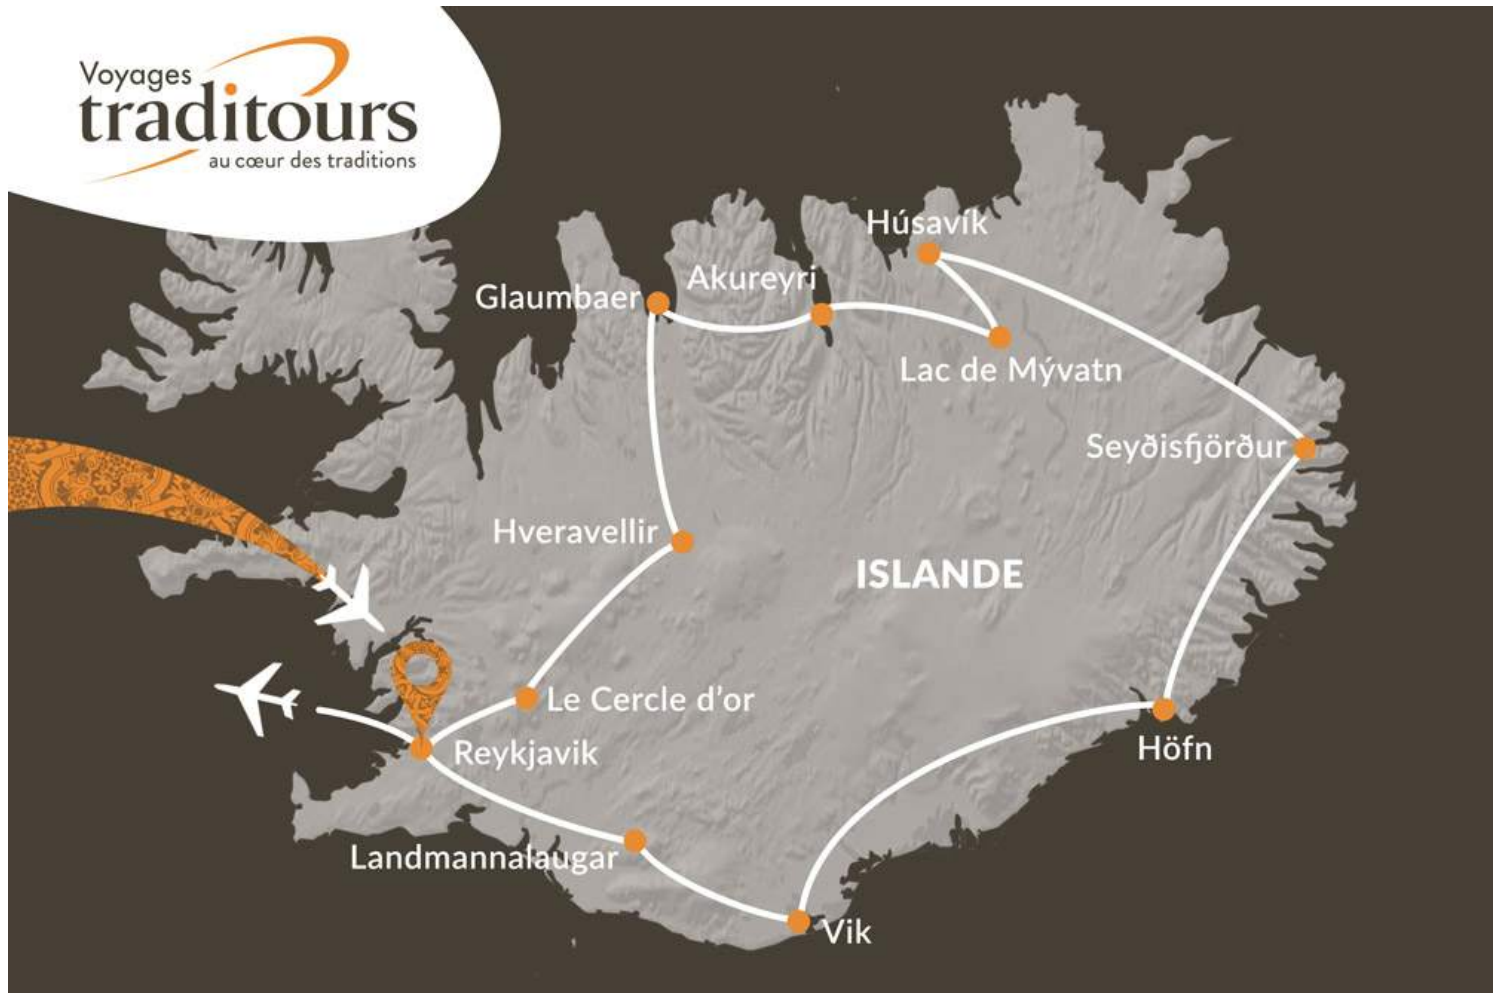 Voyages
traditours
au cœur des traditions
Húsavík
Akureyri
Glaumbaer
Lac de Mývatn
Seyðisfjörður
Hveravellir
ISLANDE
Le Cercle d'or
Reykjavik
Höfn
Landmannalaugar
Vik